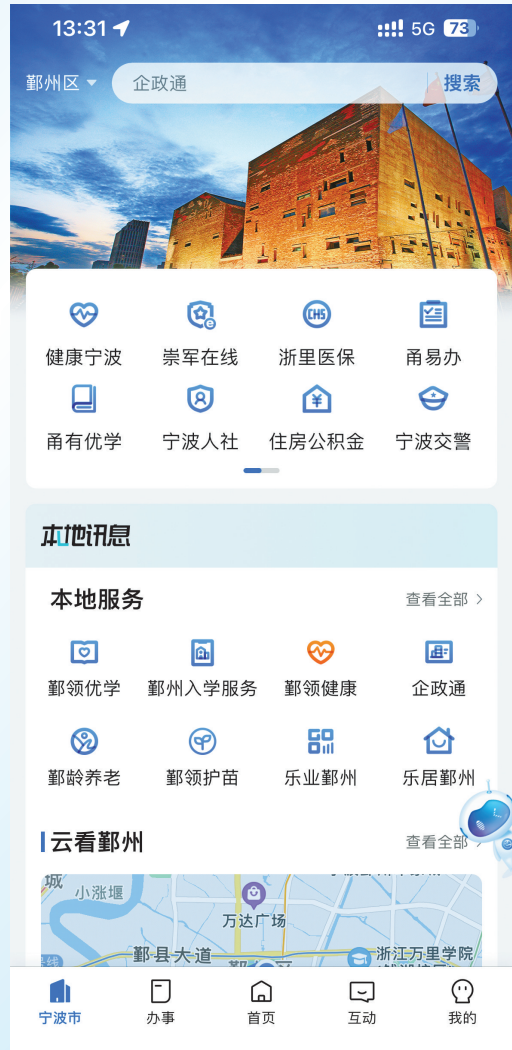 13:31 5G 73
鄞州区 企政通 搜索
健康宁波 崇军在线 浙里医保 甬易办
甬有优学 宁波人社 住房公积金 宁波交警
本地讯息
本地服务 查看全部
鄞领优学 鄞州入学服务 鄞领健康 企政通
鄞龄养老 鄞领护苗 乐业鄞州 乐居鄞州
云看鄞州 查看全部
小涨堰
万达广场
鄞县大道
浙江万里学院
宁波市 办事 首页 互动 我的